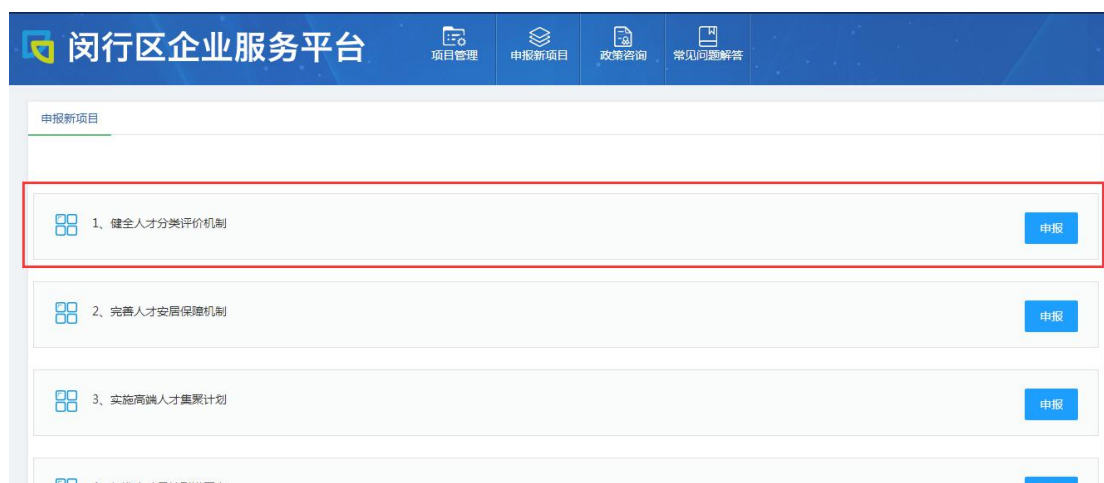 闵行区企业服务平台
项目管理
申报新项目
政策咨询
常见问题解答
申报新项目
1、健全人才分类评价机制
申报
2、完善人才安居保障机制
申报
3、实施高端人才集聚计划
申报